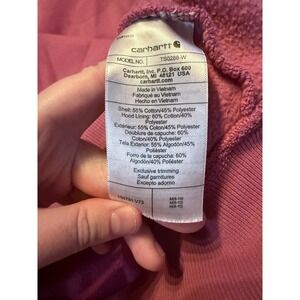 carhartt
MODEL NO. TS0288-W
Carhartt, Inc. P.O. Box 600
Dearborn, MI 48121 USA
carhartt.com
Made in Vietnam
Fabriqué au Vietnam
Hecho en Vietnam
Shell: 55% Cotton/45%
Polyester
Hood Lining: 60% Cotton/40%
Polyester
Exterieur: 55% Coton/45%
Polyester
Doublure de capuche: 60%
Coton/40% Polyester
Tela Exterior: 55% Algodón/45%
Poliéster
Forro de la capucha: 60%
Algodón/40% Poliéster
Exclusive trimming
Sauf garnitures
Excepto adorno